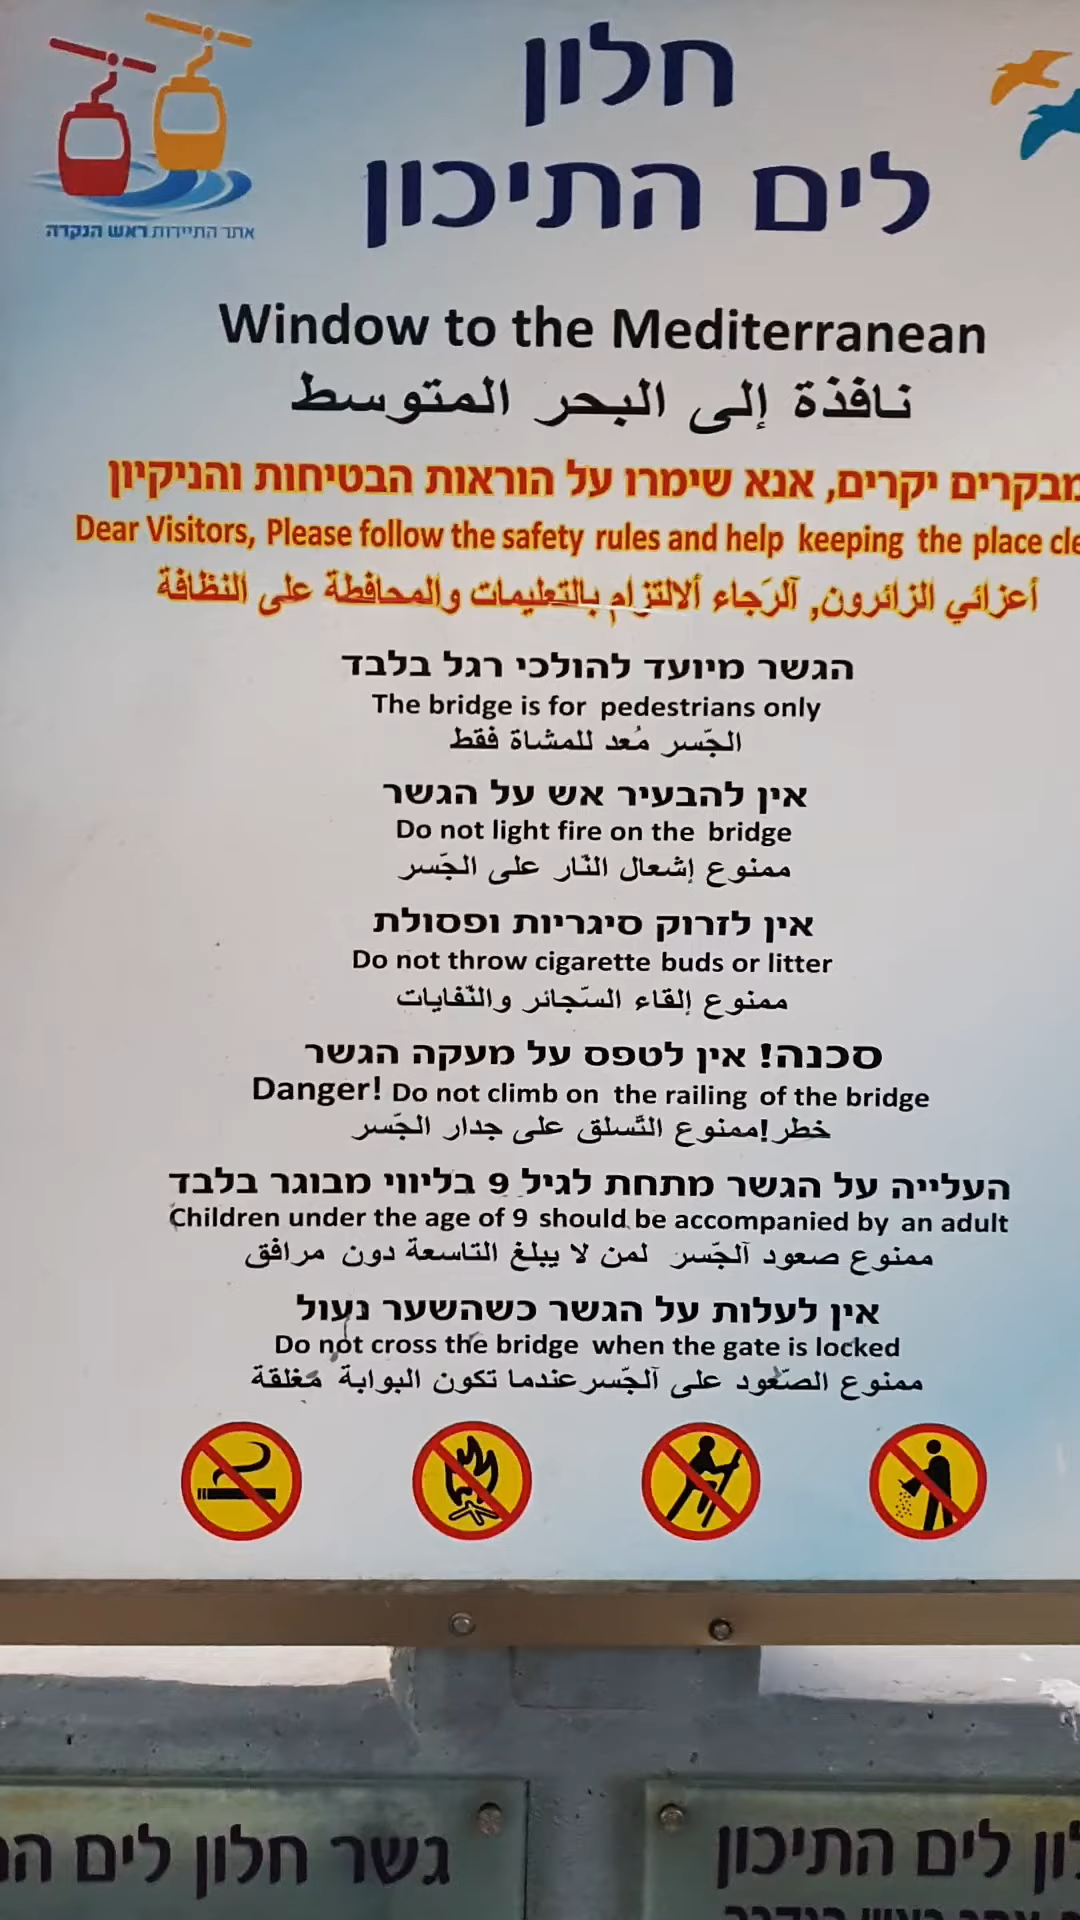 אתר התיירות ראש הנקרה
חלון
לים התיכון
Window to the Mediterranean
نافذة إلى البحر المتوسط
מבקרים יקרים, אנא שימרו על הוראות הבטיחות והניקיון
Dear Visitors, Please follow the safety rules and help keeping the place cle
أعزائي الزائرون, ٱلرَجاء ألالتزام بالتعليمات والمحافطة على النظافة
הגשר מיועד להולכי רגל בלבד
The bridge is for pedestrians only
الجّسر مُعد للمشاة فقط
אין להבעיר אש על הגשר
Do not light fire on the bridge
ممنوع إشعال النّار على الجّسر
אין לזרוק סיגריות ופסולת
Do not throw cigarette buds or litter
ممنوع إلقاء السّجائر والنّفايات
סכנה! אין לטפס על מעקה הגשר
Danger! Do not climb on the railing of the bridge
خطر!ممنوع التّسلق على جدار الجّسر
העלייה על הגשר מתחת לגיל 9 בליווי מבוגר בלבד
Children under the age of 9 should be accompanied by an adult
ممنوع صعود ٱلجّسر لمن لا يبلغ التاسعة دون مرافق
אין לעלות על הגשר כשהשער נעול
Do not cross the bridge when the gate is locked
ممنوع الصّعود على ٱلجّسر عندما تكون البوابة مغلقة
גשר חלון לים הת
לון לים התיכון